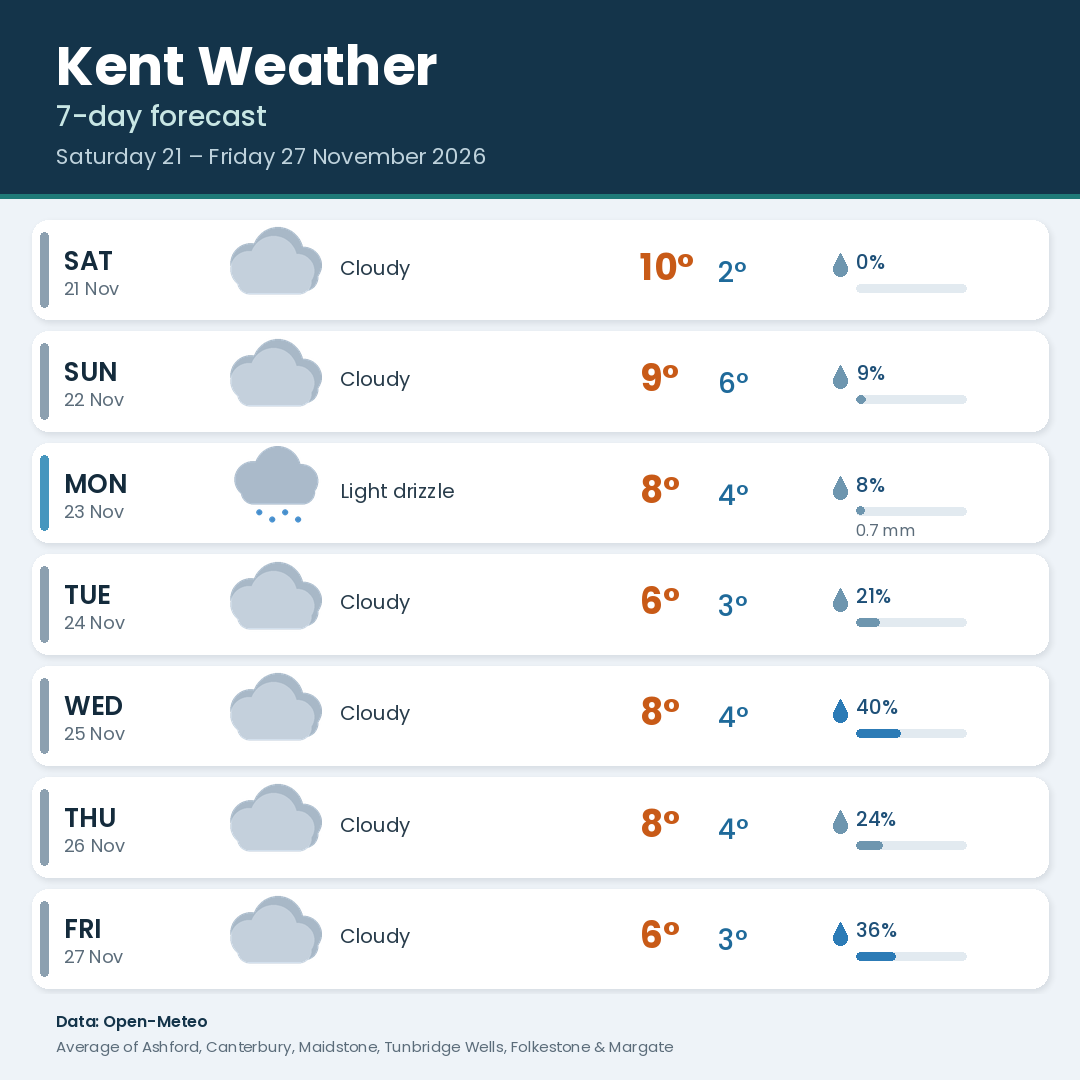 Kent Weather
7-day forecast
Saturday 21 – Friday 27 November 2026
SAT
21 Nov
Cloudy
10° 2°
0%
SUN
22 Nov
Cloudy
9° 6°
9%
MON
23 Nov
Light drizzle
8° 4°
8%
0.7 mm
TUE
24 Nov
Cloudy
6° 3°
21%
WED
25 Nov
Cloudy
8° 4°
40%
THU
26 Nov
Cloudy
8° 4°
24%
FRI
27 Nov
Cloudy
6° 3°
36%
Data: Open-Meteo
Average of Ashford, Canterbury, Maidstone, Tunbridge Wells, Folkestone & Margate